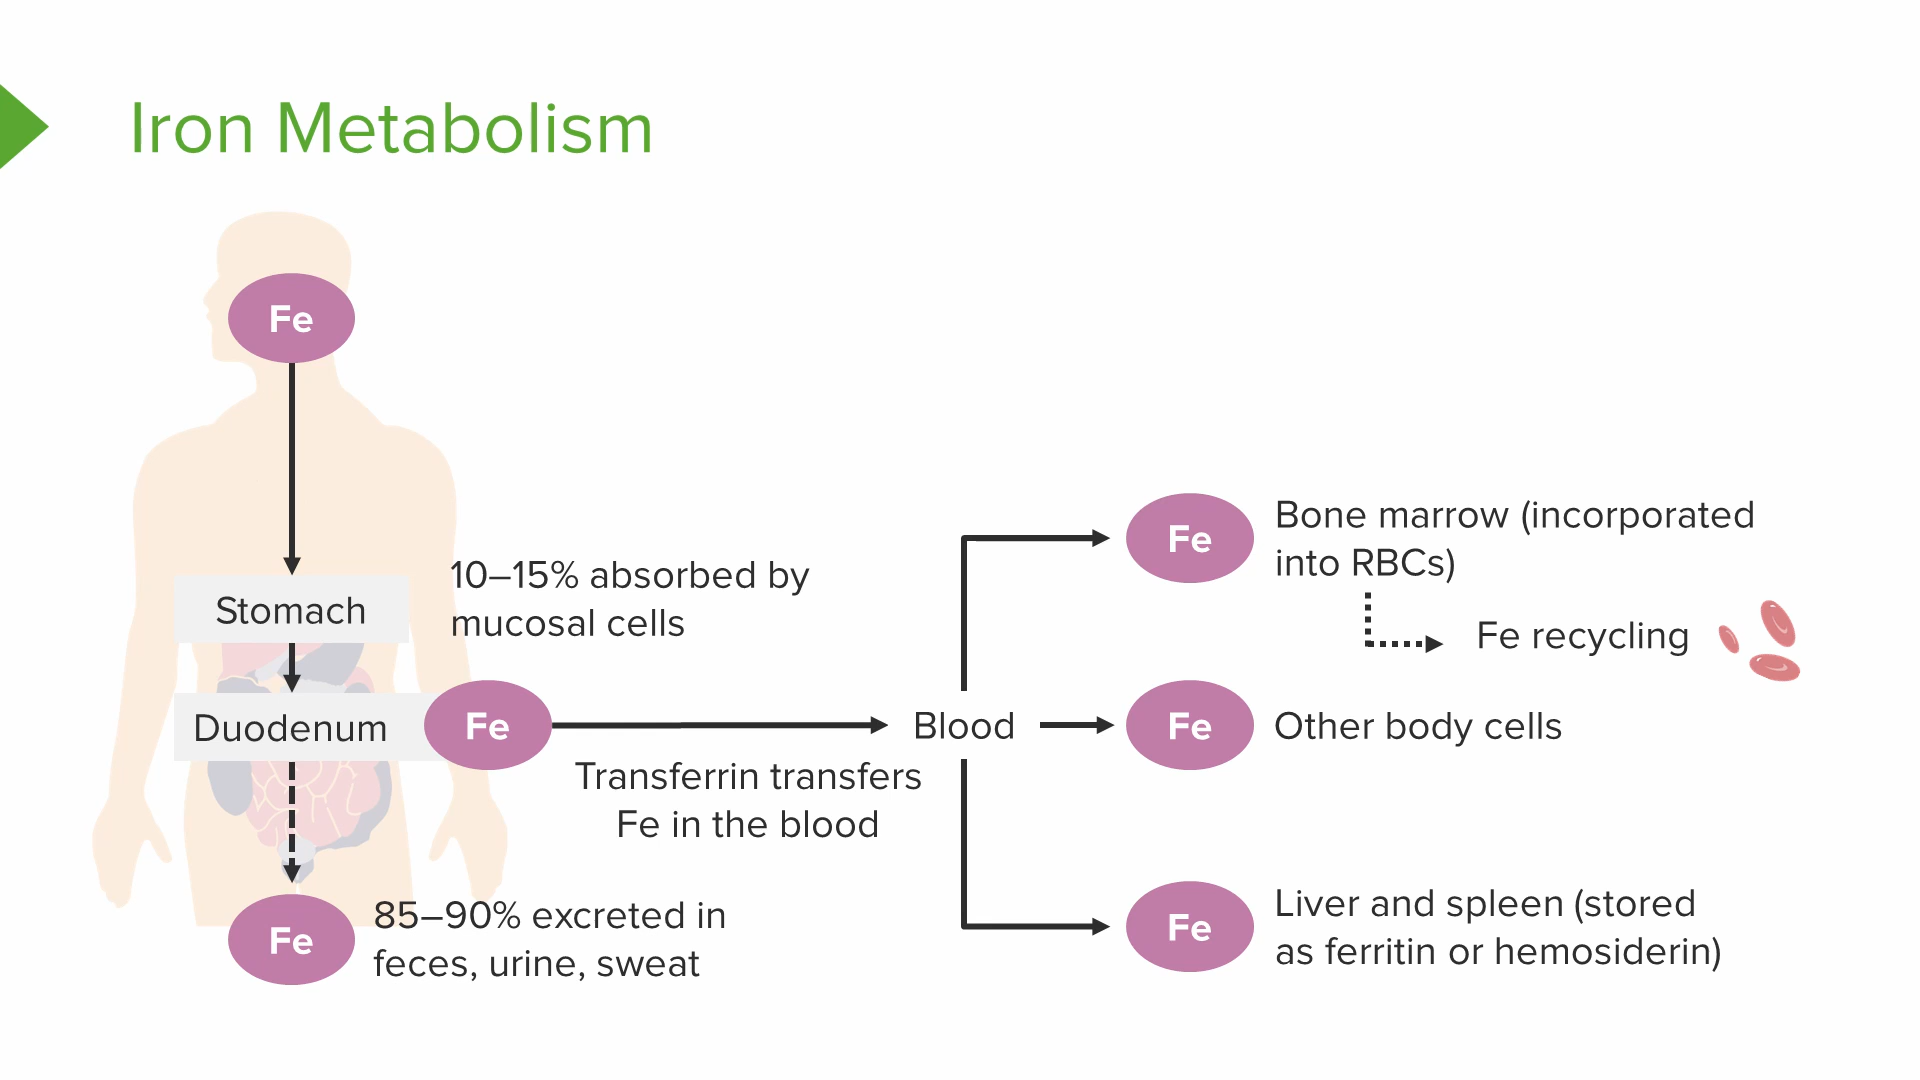 Iron Metabolism
Fe
Stomach
10–15% absorbed by
mucosal cells
Duodenum
Fe
Transferrin transfers
Fe in the blood
Fe
85–90% excreted in
feces, urine, sweat
Blood
Fe
Bone marrow (incorporated
into RBCs)
Fe recycling
Fe
Other body cells
Fe
Liver and spleen (stored
as ferritin or hemosiderin)